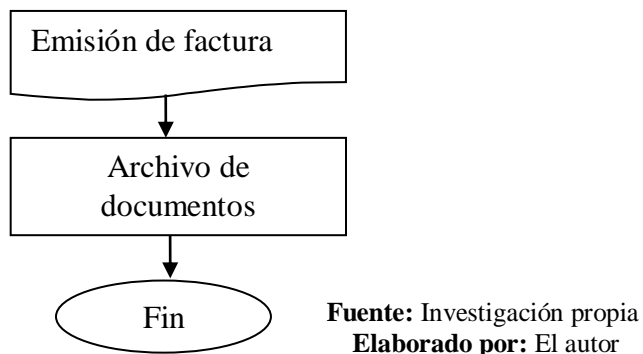 Emisión de factura
Archivo de
documentos
Fin
Fuente: Investigación propia
Elaborado por: El autor